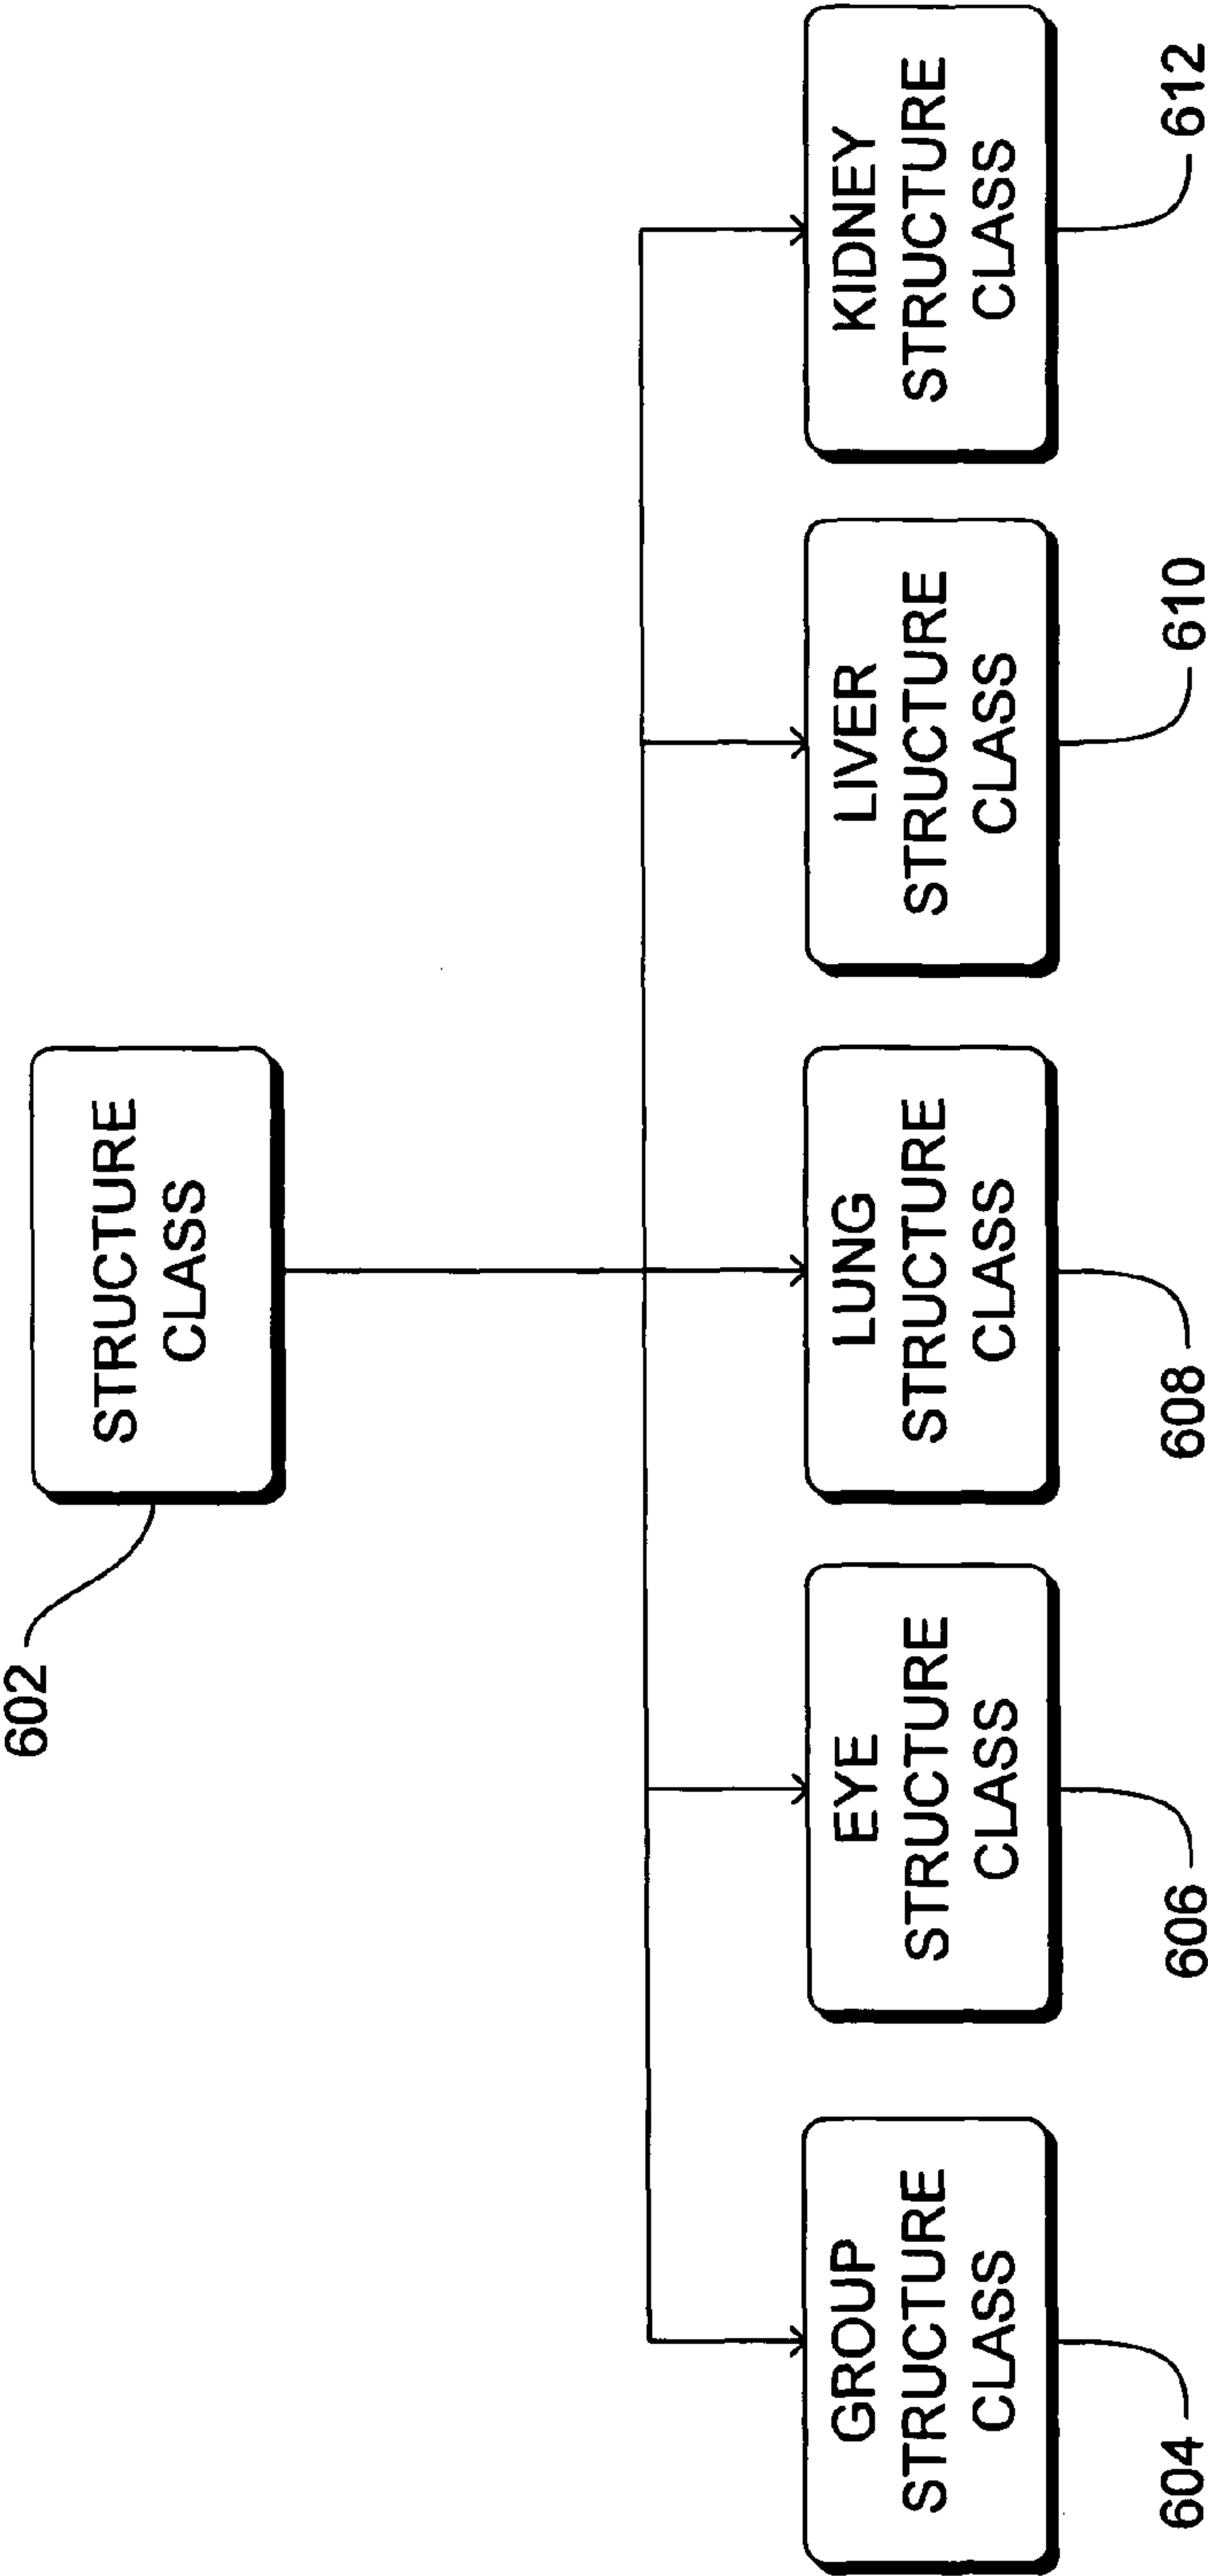 602
STRUCTURE
CLASS
GROUP
STRUCTURE
CLASS
604
EYE
STRUCTURE
CLASS
606
LUNG
STRUCTURE
CLASS
608
LIVER
STRUCTURE
CLASS
610
KIDNEY
STRUCTURE
CLASS
612